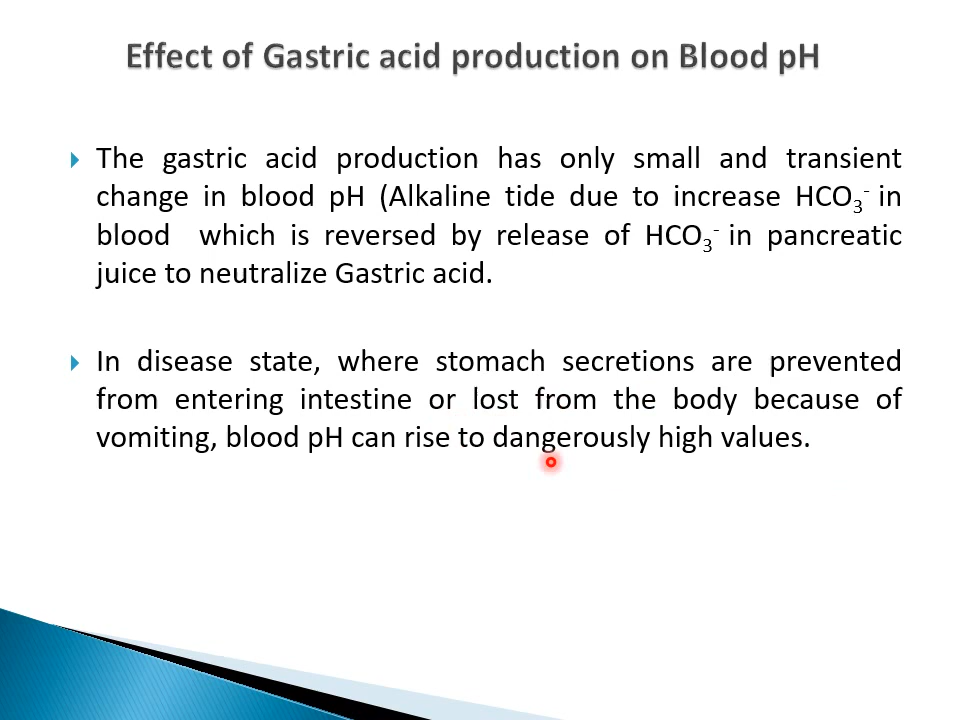 Effect of Gastric acid production on Blood pH
The gastric acid production has only small and transient
change in blood pH (Alkaline tide due to increase HCO₃⁻ in
blood which is reversed by release of HCO₃⁻ in pancreatic
juice to neutralize Gastric acid.
In disease state, where stomach secretions are prevented
from entering intestine or lost from the body because of
vomiting, blood pH can rise to dangerously high values.